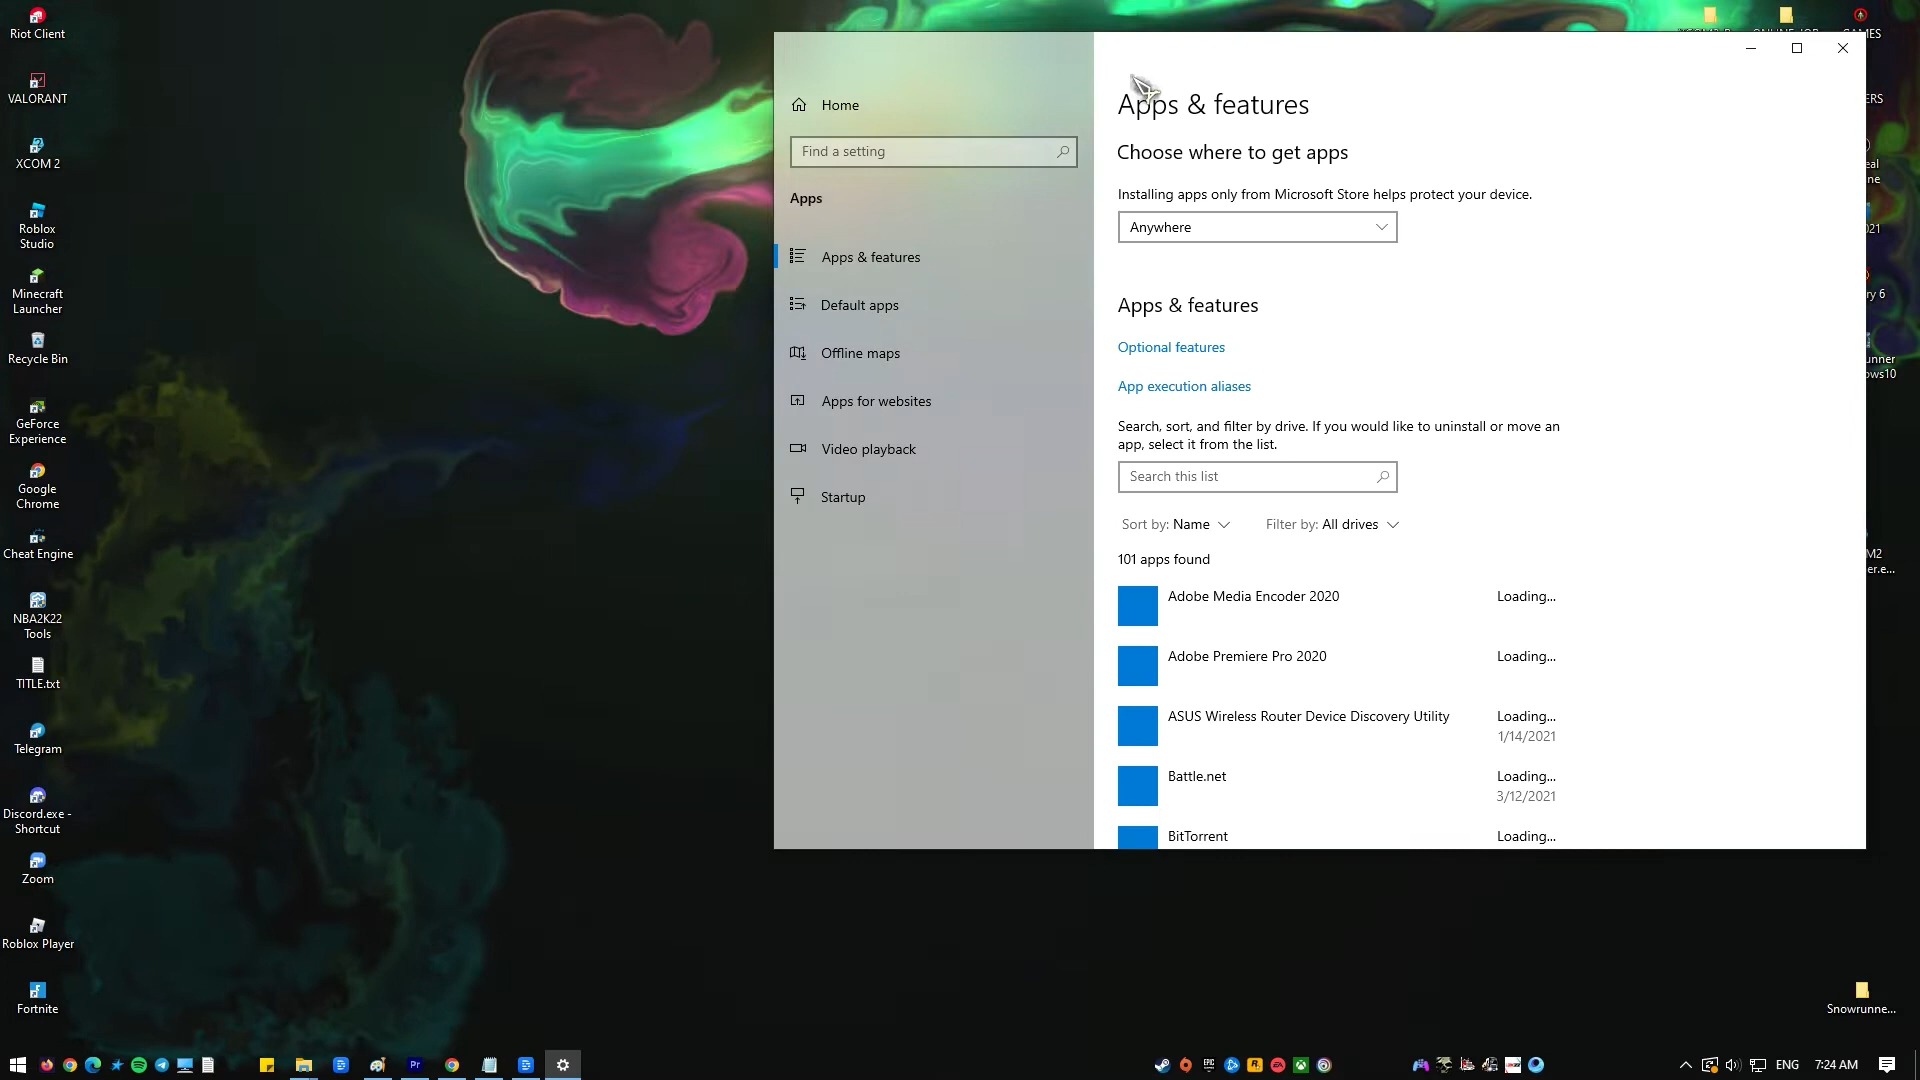 Riot Client
VALORANT
XCOM 2
Roblox
Studio
Minecraft
Launcher
Recycle Bin
GeForce
Experience
Google
Chrome
Cheat Engine
NBA2K22
Tools
TITLE.txt
Telegram
Discord.exe -
Shortcut
Zoom
Roblox Player
Fortnite
Home
Find a setting
Apps
Apps & features
Default apps
Offline maps
Apps for websites
Video playback
Startup
Apps & features
Choose where to get apps
Installing apps only from Microsoft Store helps protect your device.
Anywhere
Apps & features
Optional features
App execution aliases
Search, sort, and filter by drive. If you would like to uninstall or move an
app, select it from the list.
Search this list
Sort by: Name
Filter by: All drives
101 apps found
Adobe Media Encoder 2020
Loading...
Adobe Premiere Pro 2020
Loading...
ASUS Wireless Router Device Discovery Utility
Loading...
1/14/2021
Battle.net
Loading...
3/12/2021
BitTorrent
Loading...
Snowrunne...
Pr
EPIC
ENG
7:24 AM